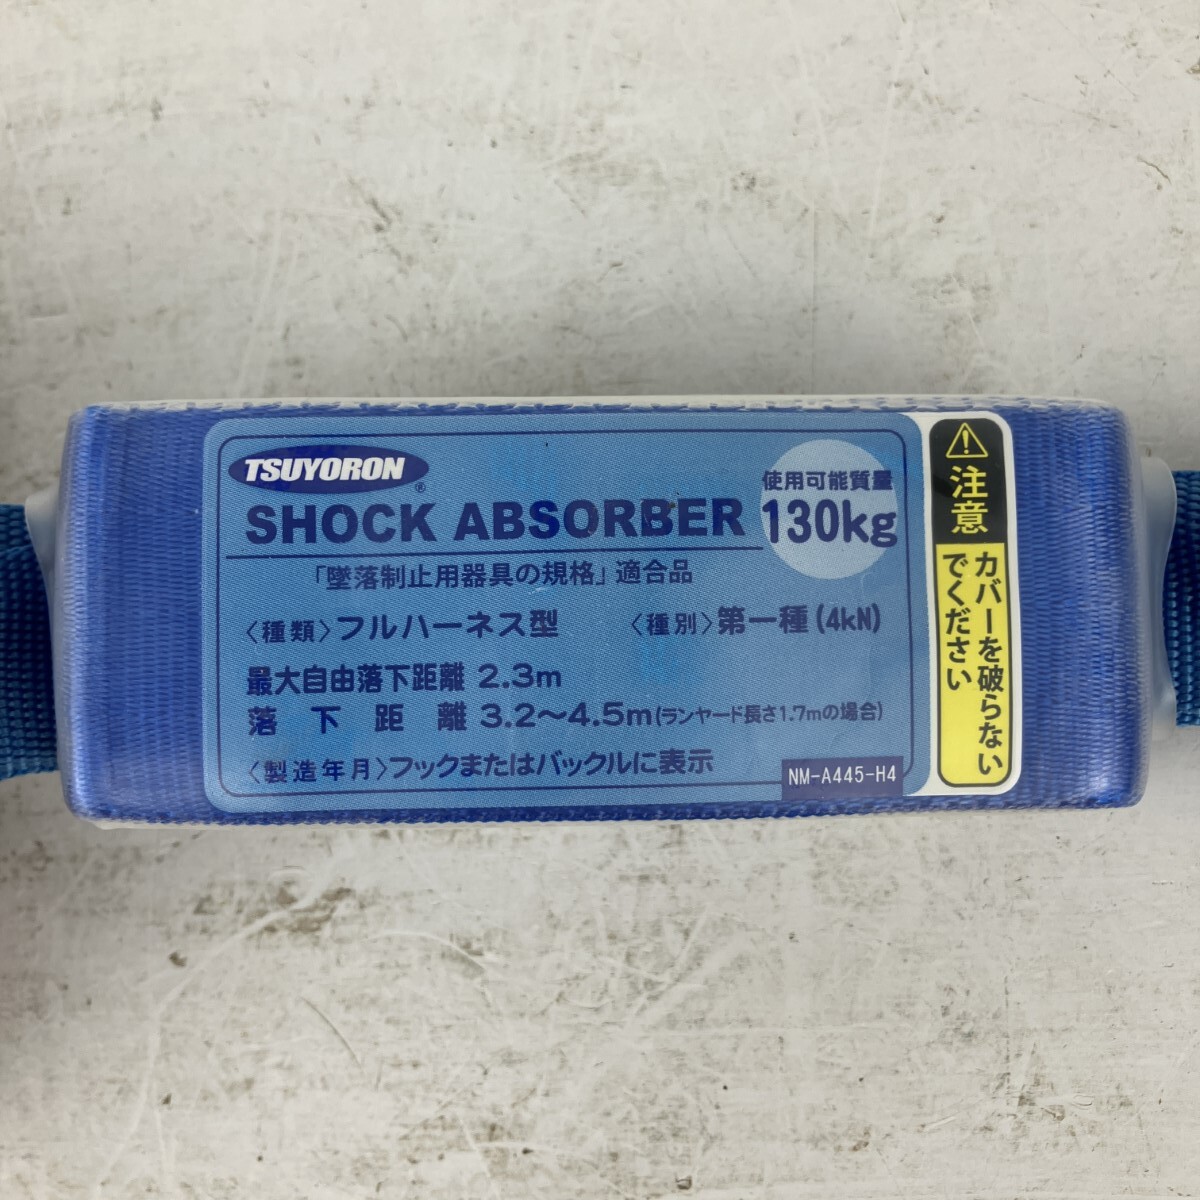 TSUYORON®
SHOCK ABSORBER
使用可能質量
130kg
「墜落制止用器具の規格」適合品
〈種類〉フルハーネス型 〈種別〉第一種(4kN)
最大自由落下距離 2.3m
落下距離 3.2〜4.5m(ランヤード長さ1.7mの場合)
〈製造年月〉フックまたはバックルに表示
NM-A445-H4
注意
カバーを破らない
でください